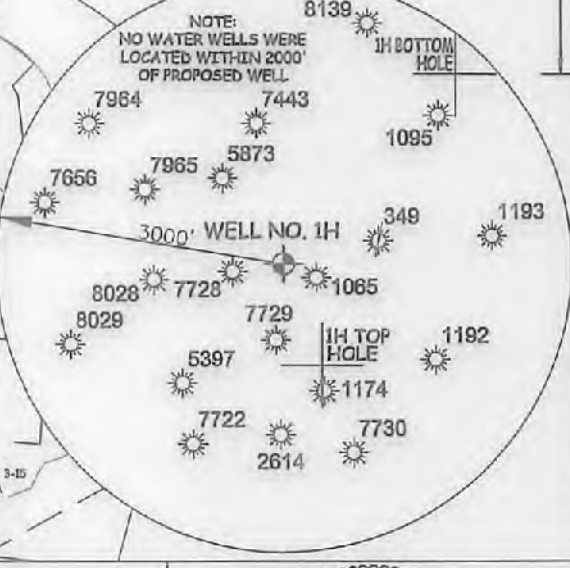 8139
NOTE:
NO WATER WELLS WERE
LOCATED WITHIN 2000'
OF PROPOSED WELL
1H BOTTOM
HOLE
7964
7443
1095
7965
5873
7656
3000'
WELL NO. 1H
349
1193
8028
7728
1065
8029
7729
1H TOP
HOLE
1192
5397
1174
7722
7730
2614
3-15